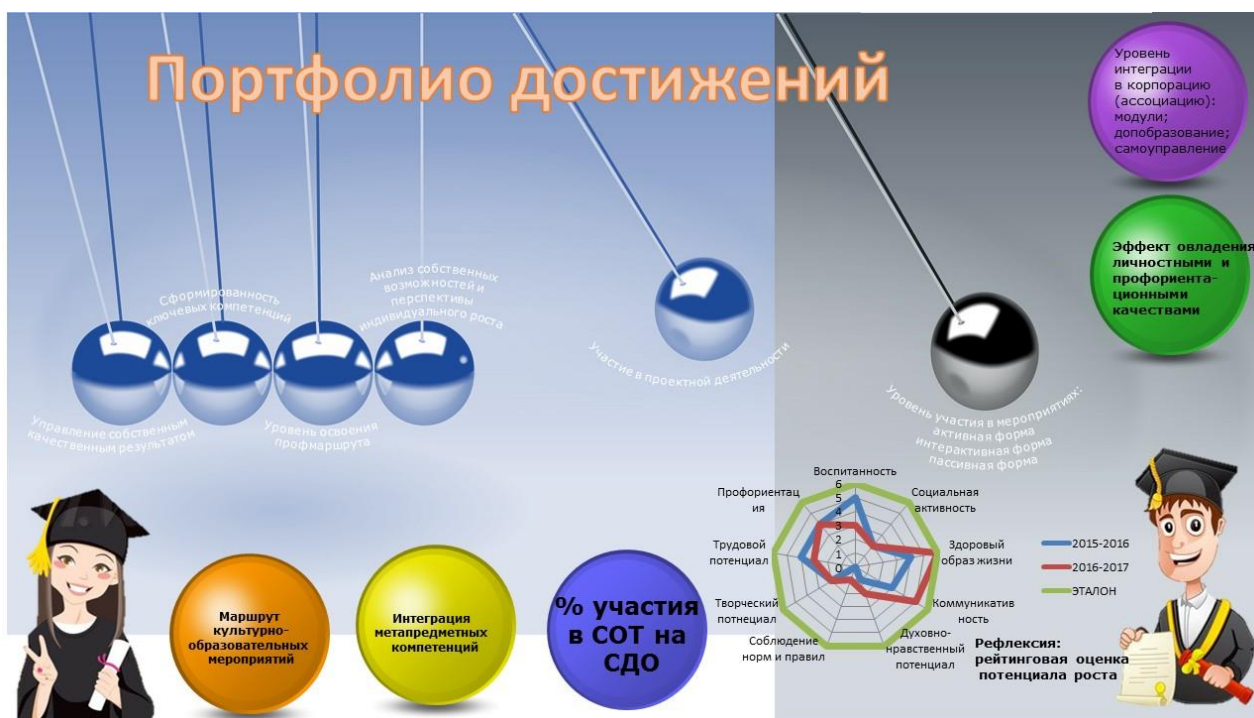 Портфолио достижений
Уровень
интеграции
в корпорацию
(ассоциацию):
модули;
допобразование;
самоуправление
Эффект овладения
личностными и
профориента-
ционными
качествами
Сформированность
ключевых компетенций
Анализ собственных
возможностей и
перспективы
индивидуального роста
Участие в проектной деятельности
Управление собственным
качественным результатом
Уровень освоения
профмаршрута
Уровень участия в мероприятиях:
активная форма
интерактивная форма
пассивная форма
Воспитанность
Социальная
активность
Здоровый
образ жизни
Коммуникатив
ность
Духовно-
нравственный
потенциал
Соблюдение
норм и правил
Творческий
потнециал
Трудовой
потенциал
Профориентац
ия
6
5
4
3
2
1
0
2015-2016
2016-2017
ЭТАЛОН
Маршрут
культурно-
образовательных
мероприятий
Интеграция
метапредметных
компетенций
% участия
в СОТ на
СДО
Рефлексия:
рейтинговая оценка
потенциала роста